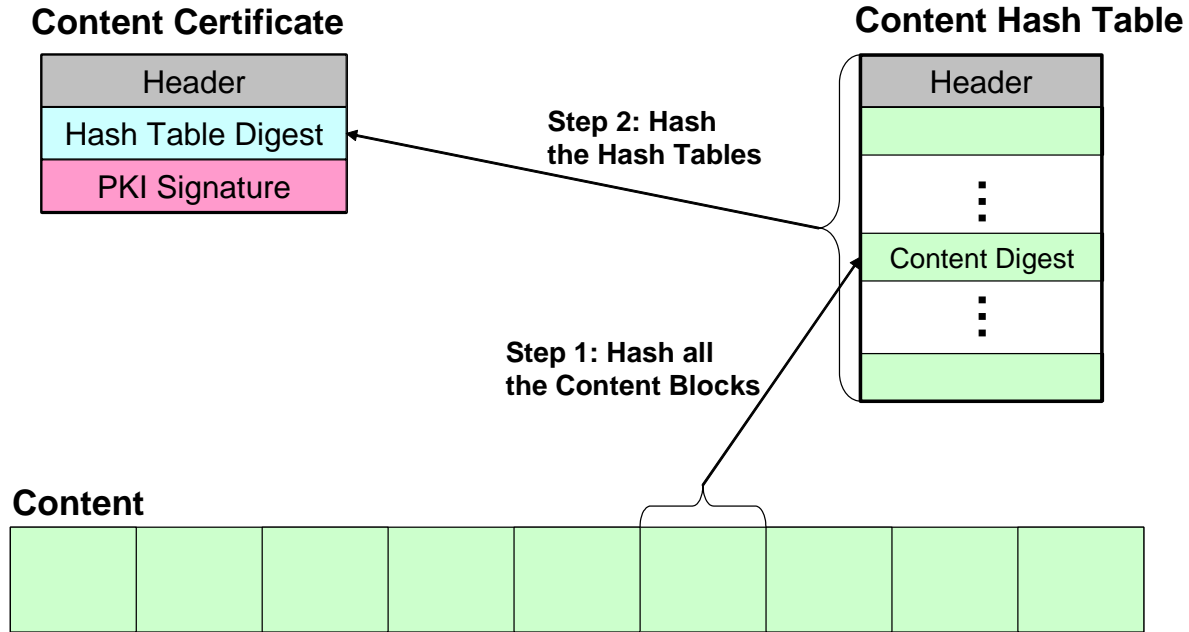 Content Certificate
Header
Hash Table Digest
PKI Signature
Content Hash Table
Header
Content Digest
Step 2: Hash
the Hash Tables
Step 1: Hash all
the Content Blocks
Content